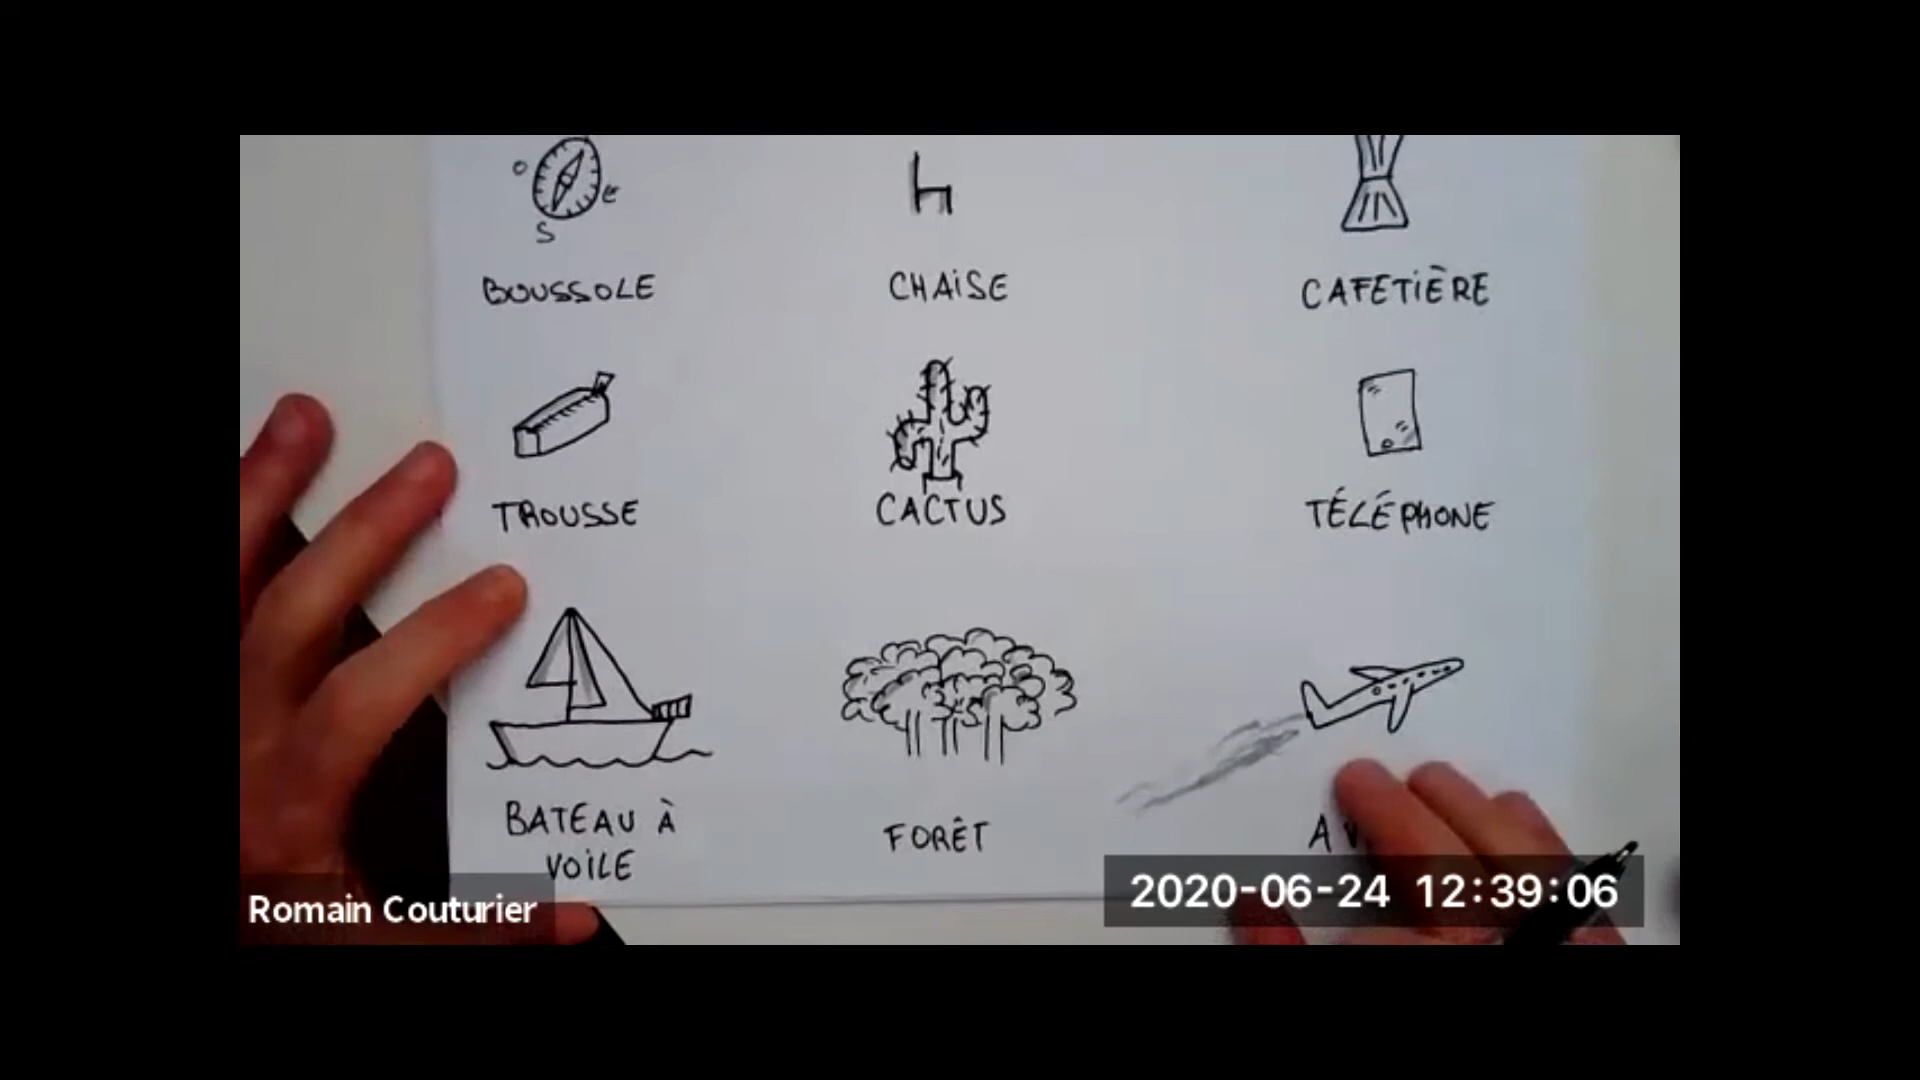 O
E
S
BOUSSOLE
CHAISE
CAFETIÈRE
TROUSSE
CACTUS
TÉLÉPHONE
BATEAU À
VOILE
FORÊT
Romain Couturier
2020-06-24 12:39:06